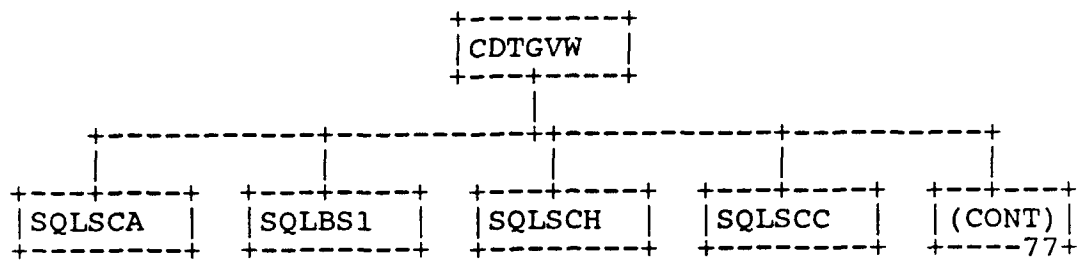 CDTGVW
SQLSCA SQLBS1 SQLSCH SQLSCC (CONT)
77